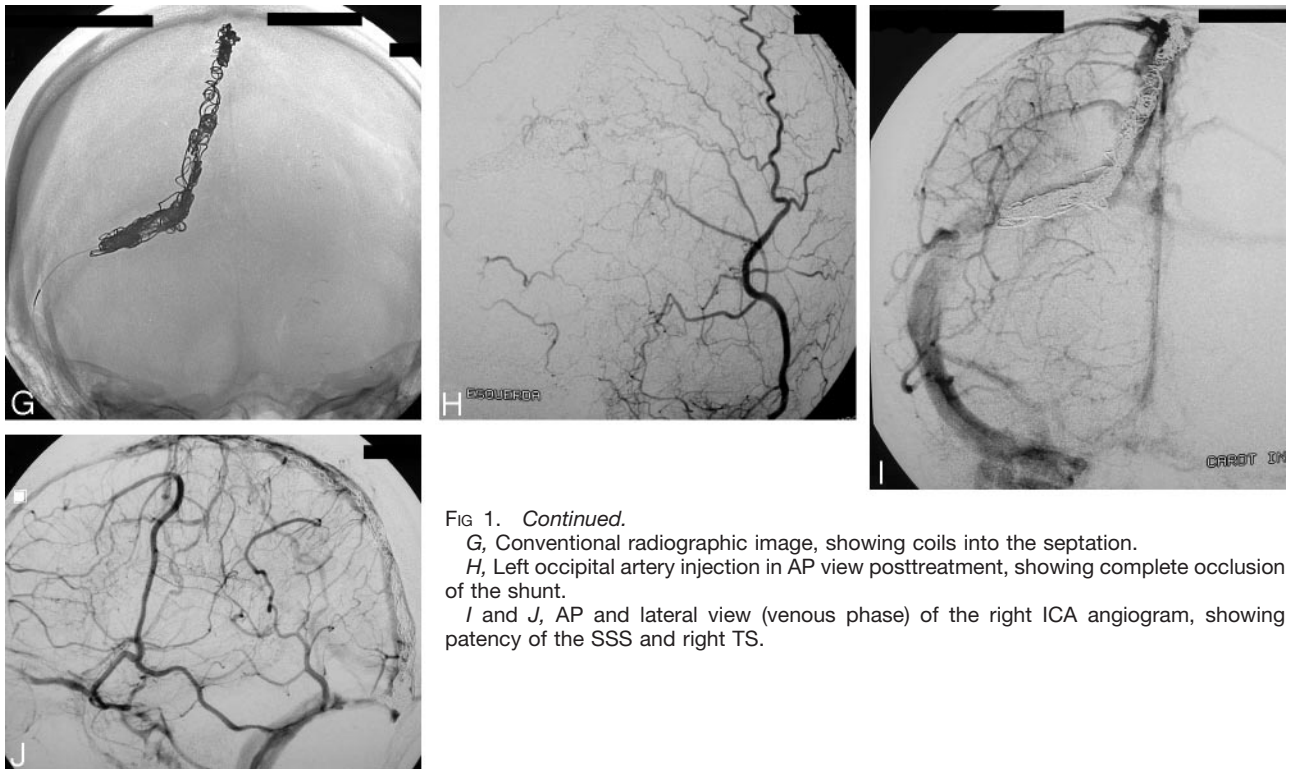 G
H
ESQUERDA
I
CAROT IN
J
FIG 1. Continued.
G, Conventional radiographic image, showing coils into the septation.
H, Left occipital artery injection in AP view posttreatment, showing complete occlusion
of the shunt.
I and J, AP and lateral view (venous phase) of the right ICA angiogram, showing
patency of the SSS and right TS.